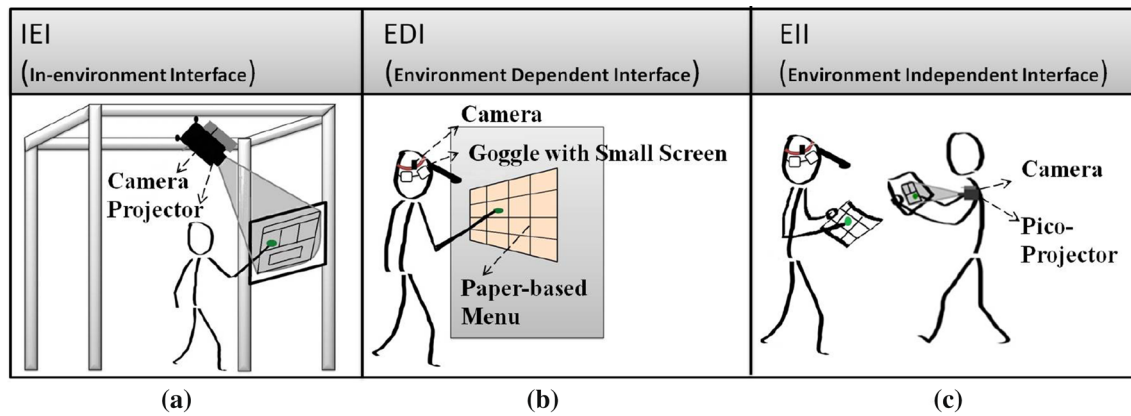 IEI
(In-environment Interface)
Camera
Projector
(a)
EDI
(Environment Dependent Interface)
Camera
Goggle with Small Screen
Paper-based
Menu
(b)
EII
(Environment Independent Interface)
Camera
Pico-
Projector
(c)